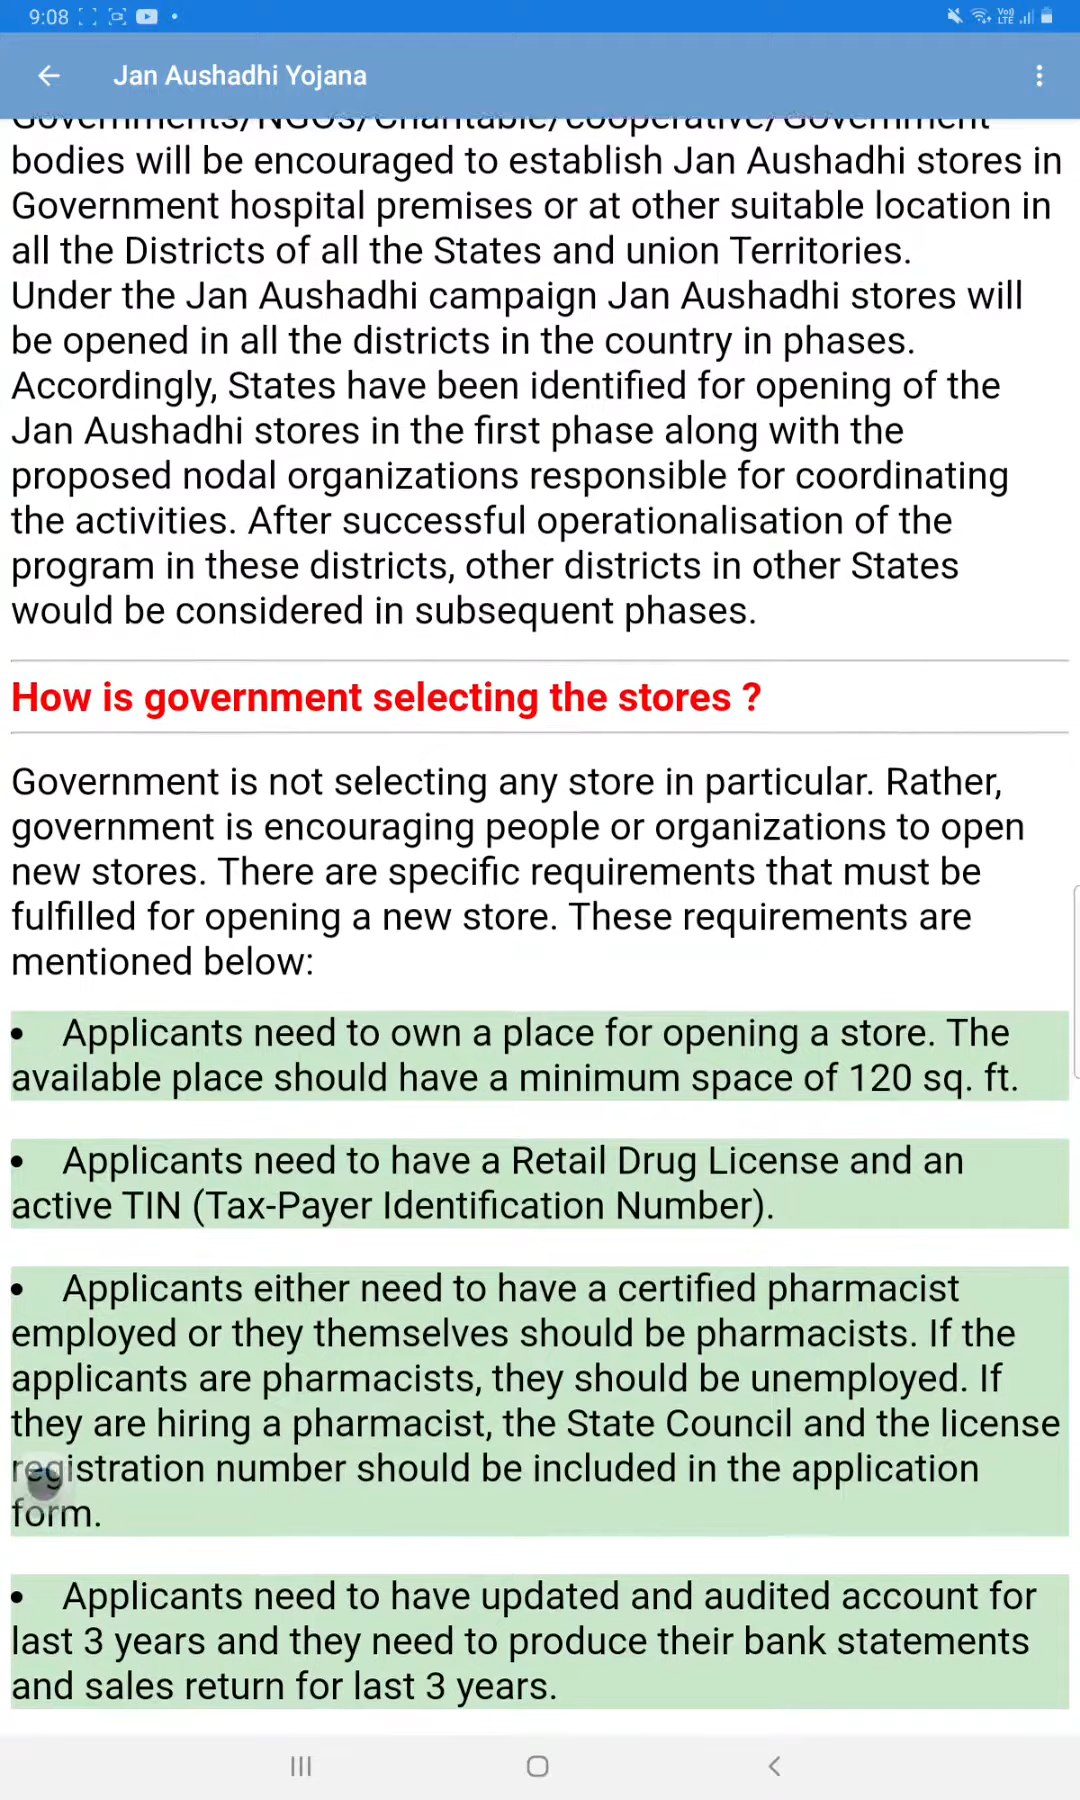 9:08
VoD
LTE
Jan Aushadhi Yojana
Governments/NGOs/Charitable/cooperative/Government
bodies will be encouraged to establish Jan Aushadhi stores in
Government hospital premises or at other suitable location in
all the Districts of all the States and union Territories.
Under the Jan Aushadhi campaign Jan Aushadhi stores will
be opened in all the districts in the country in phases.
Accordingly, States have been identified for opening of the
Jan Aushadhi stores in the first phase along with the
proposed nodal organizations responsible for coordinating
the activities. After successful operationalisation of the
program in these districts, other districts in other States
would be considered in subsequent phases.
How is government selecting the stores ?
Government is not selecting any store in particular. Rather,
government is encouraging people or organizations to open
new stores. There are specific requirements that must be
fulfilled for opening a new store. These requirements are
mentioned below:
• Applicants need to own a place for opening a store. The
available place should have a minimum space of 120 sq. ft.
• Applicants need to have a Retail Drug License and an
active TIN (Tax-Payer Identification Number).
• Applicants either need to have a certified pharmacist
employed or they themselves should be pharmacists. If the
applicants are pharmacists, they should be unemployed. If
they are hiring a pharmacist, the State Council and the license
registration number should be included in the application
form.
• Applicants need to have updated and audited account for
last 3 years and they need to produce their bank statements
and sales return for last 3 years.